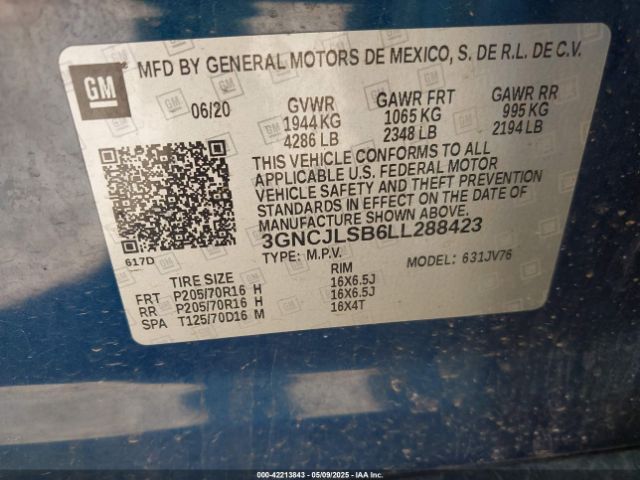 GM
MFD BY GENERAL MOTORS DE MEXICO, S. DE R.L. DE C.V.
06/20 GVWR GAWR FRT GAWR RR
1944 KG 1065 KG 995 KG
4286 LB 2348 LB 2194 LB
THIS VEHICLE CONFORMS TO ALL
APPLICABLE U.S. FEDERAL MOTOR
VEHICLE SAFETY AND THEFT PREVENTION
STANDARDS IN EFFECT ON THE DATE OF
MANUFACTURE SHOWN ABOVE.
3GNCJLSB6LL288423
617D
TYPE: M.P.V. MODEL: 631JV76
TIRE SIZE RIM
FRT P205/70R16 H 16X6.5J
RR P205/70R16 H 16X6.5J
SPA T125/70D16 M 16X4T
000-42213843 | 05/09/2025 - IAA Inc.